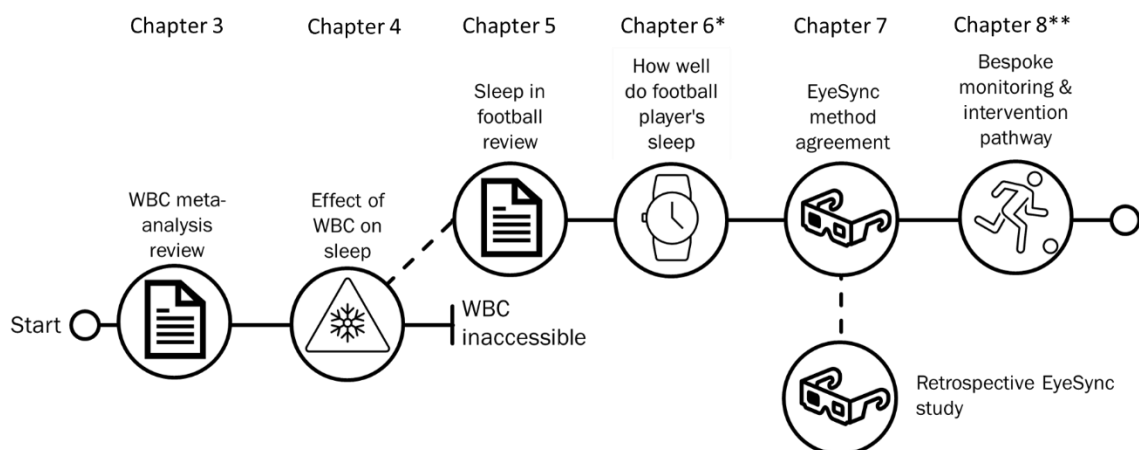 Chapter 3
Chapter 4
Chapter 5
Chapter 6*
Chapter 7
Chapter 8**
WBC meta-
analysis
review
Effect of
WBC on
sleep
Sleep in
football
review
How well
do football
player's
sleep
EyeSync
method
agreement
Bespoke
monitoring &
intervention
pathway
Start
WBC
inaccessible
Retrospective EyeSync
study